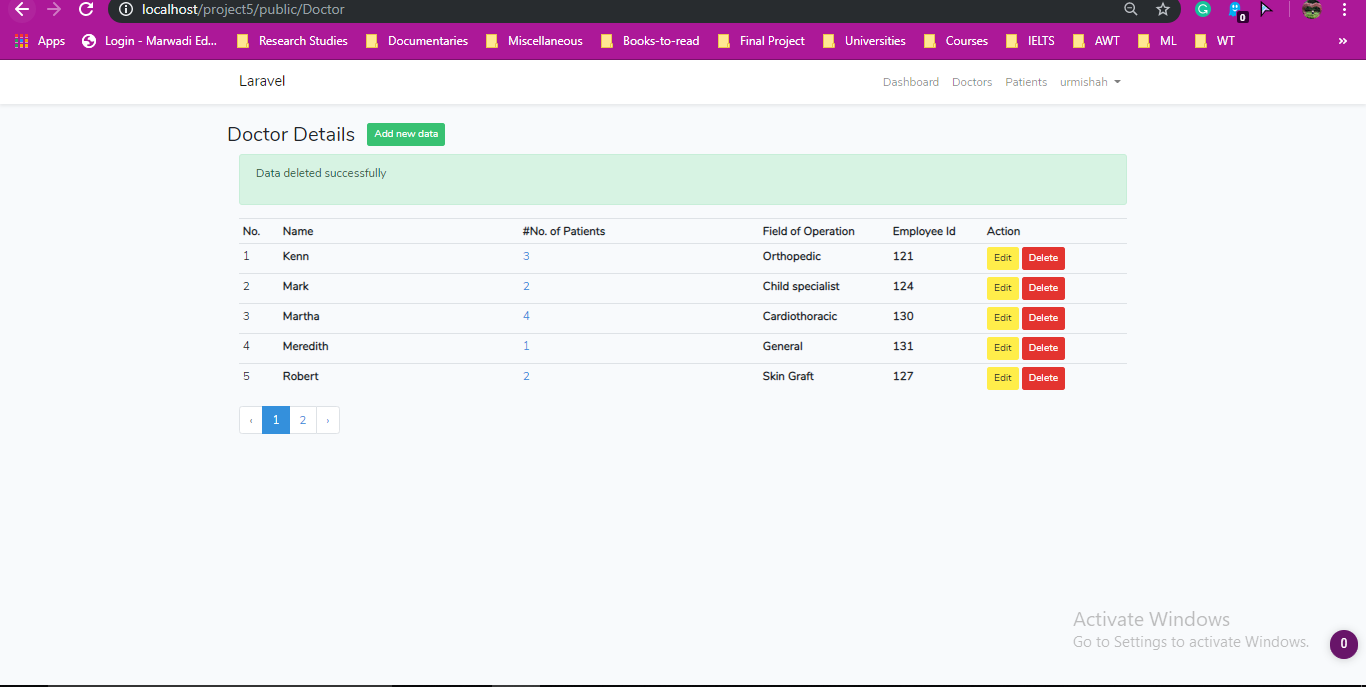 localhost/project5/public/Doctor
0
Apps Login - Marwadi Ed... Research Studies Documentaries Miscellaneous Books-to-read Final Project Universities Courses IELTS AWT ML WT »
Laravel Dashboard Doctors Patients urmishah
Doctor Details Add new data
Data deleted successfully
No. Name #No. of Patients Field of Operation Employee Id Action
1 Kenn 3 Orthopedic 121 Edit Delete
2 Mark 2 Child specialist 124 Edit Delete
3 Martha 4 Cardiothoracic 130 Edit Delete
4 Meredith 1 General 131 Edit Delete
5 Robert 2 Skin Graft 127 Edit Delete
‹ 1 2 ›
Activate Windows
Go to Settings to activate Windows.
0